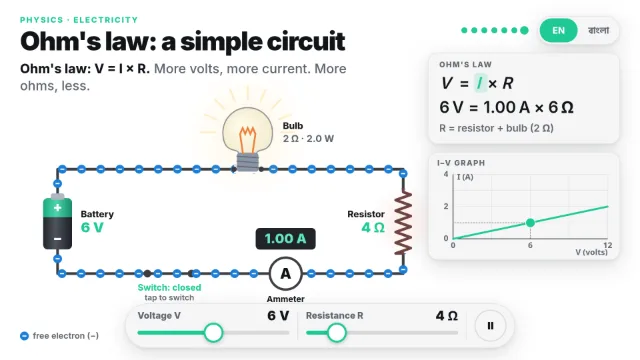 PHYSICS · ELECTRICITY
Ohm's law: a simple circuit
Ohm's law: V = I × R. More volts, more current. More
ohms, less.
EN
বাংলা
OHM'S LAW
V = I × R
6 V = 1.00 A × 6 Ω
R = resistor + bulb (2 Ω)
Bulb
2 Ω · 2.0 W
I–V GRAPH
4
I (A)
2
0
0
6
12
V (volts)
+
−
Battery
6 V
Resistor
4 Ω
1.00 A
A
Ammeter
Switch: closed
tap to switch
Voltage V
6 V
Resistance R
4 Ω
free electron (−)